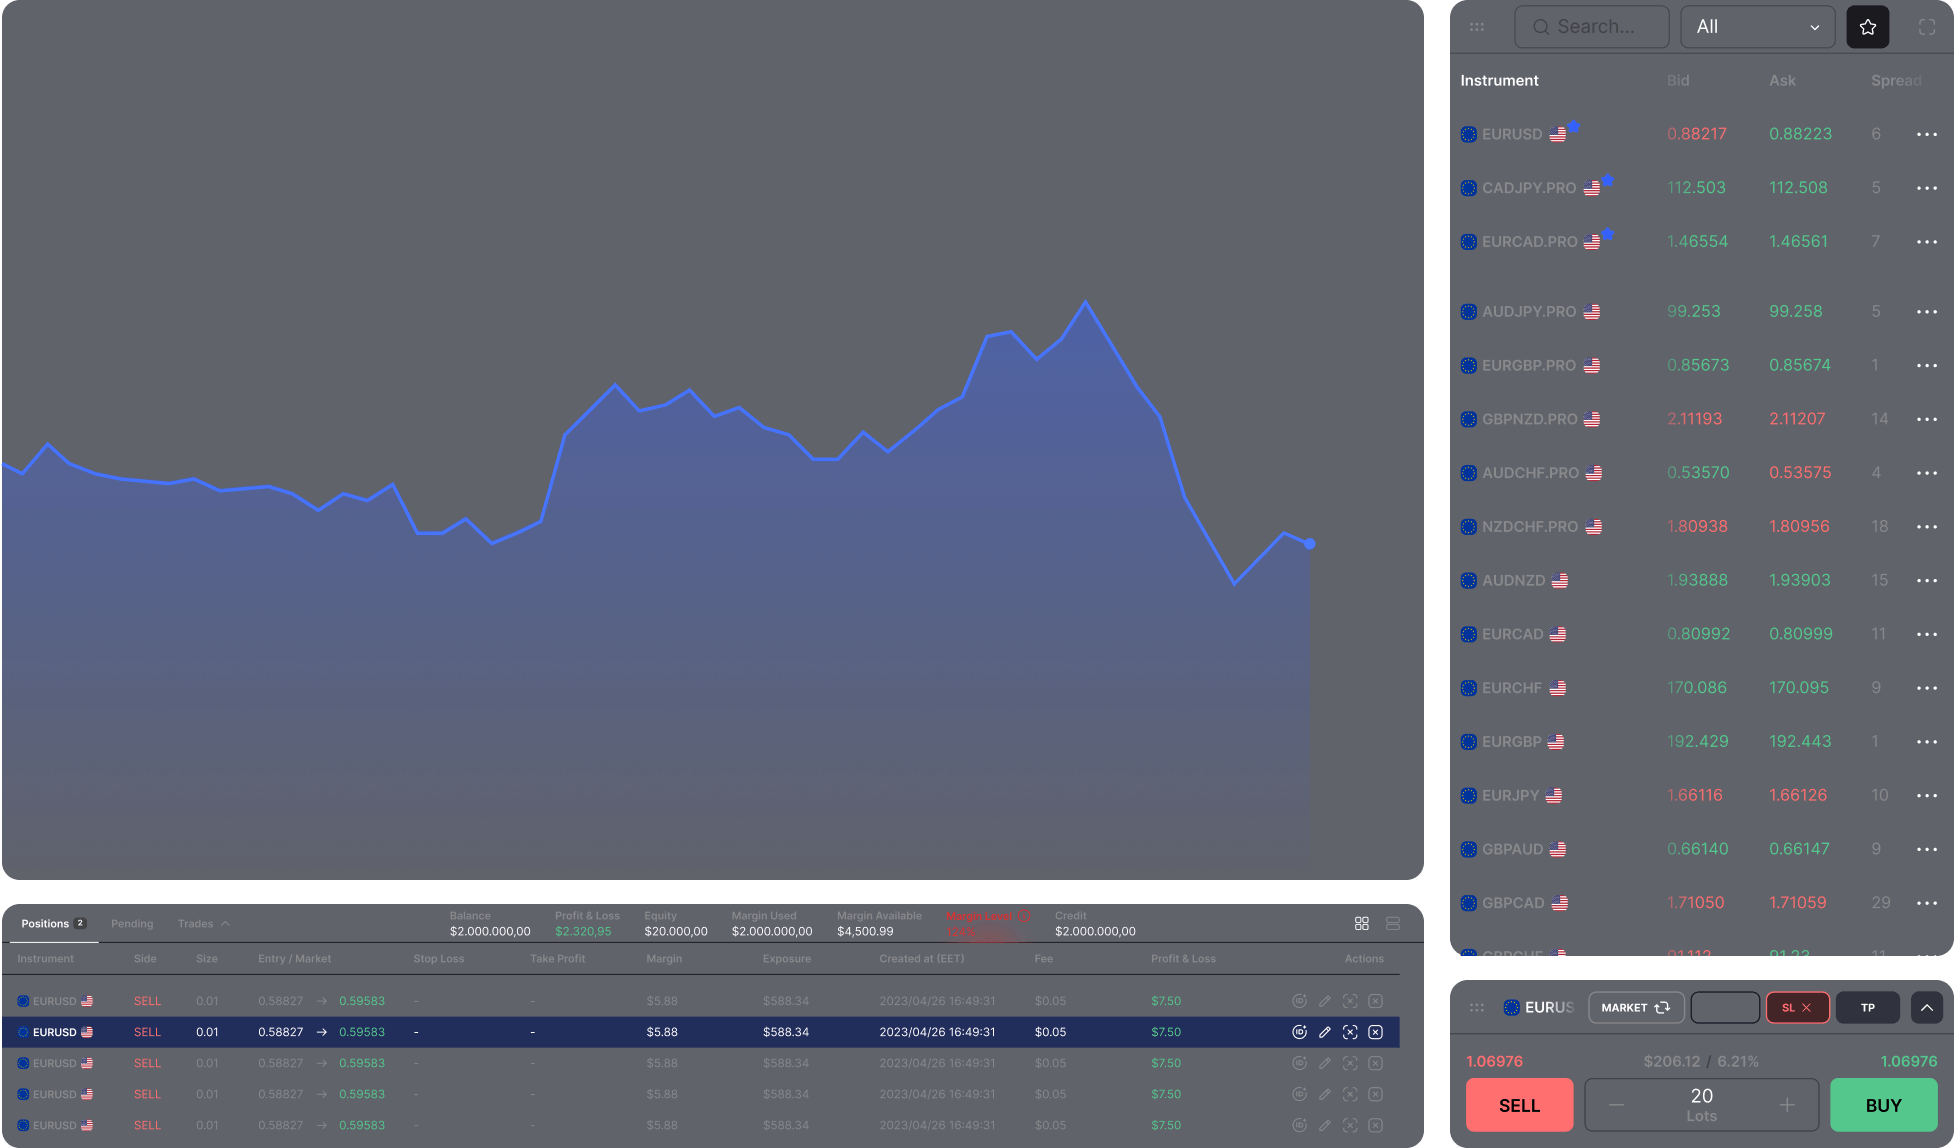 Search... All
Instrument Bid Ask Spread
EURUSD 0.88217 0.88223 6
CADJPY.PRO 112.503 112.508 5
EURCAD.PRO 1.46554 1.46561 7
AUDJPY.PRO 99.253 99.258 5
EURGBP.PRO 0.85673 0.85674 1
GBPNZD.PRO 2.11193 2.11207 14
AUDCHF.PRO 0.53570 0.53575 4
NZDCHF.PRO 1.80938 1.80956 18
AUDNZD 1.93888 1.93903 15
EURCAD 0.80992 0.80999 11
EURCHF 170.086 170.095 9
EURGBP 192.429 192.443 1
EURJPY 1.66116 1.66126 10
GBPAUD 0.66140 0.66147 9
GBPCAD 1.71050 1.71059 29
Positions 2 Pending Trades
Balance Profit & Loss Equity Margin Used Margin Available Margin Level Credit
$2.000.000,00 $2.320,95 $20.000,00 $2.000.000,00 $4,500.99 $2.000.000,00
Instrument Side Size Entry / Market Stop Loss Take Profit Margin Exposure Created at (EET) Fee Profit & Loss Actions
EURUSD SELL 0.01 0.58827 → 0.59583 - - $5.88 $588.34 2023/04/26 16:49:31 $0.05 $7.50
EURUSD SELL 0.01 0.58827 → 0.59583 - - $5.88 $588.34 2023/04/26 16:49:31 $0.05 $7.50
EURUSD SELL 0.01 0.58827 → 0.59583 - - $5.88 $588.34 2023/04/26 16:49:31 $0.05 $7.50
EURUSD SELL 0.01 0.58827 → 0.59583 - - $5.88 $588.34 2023/04/26 16:49:31 $0.05 $7.50
EURUSD SELL 0.01 0.58827 → 0.59583 - - $5.88 $588.34 2023/04/26 16:49:31 $0.05 $7.50
EURUS MARKET SL TP
1.06976 $206.12 / 6.21% 1.06976
SELL 20 BUY
Lots